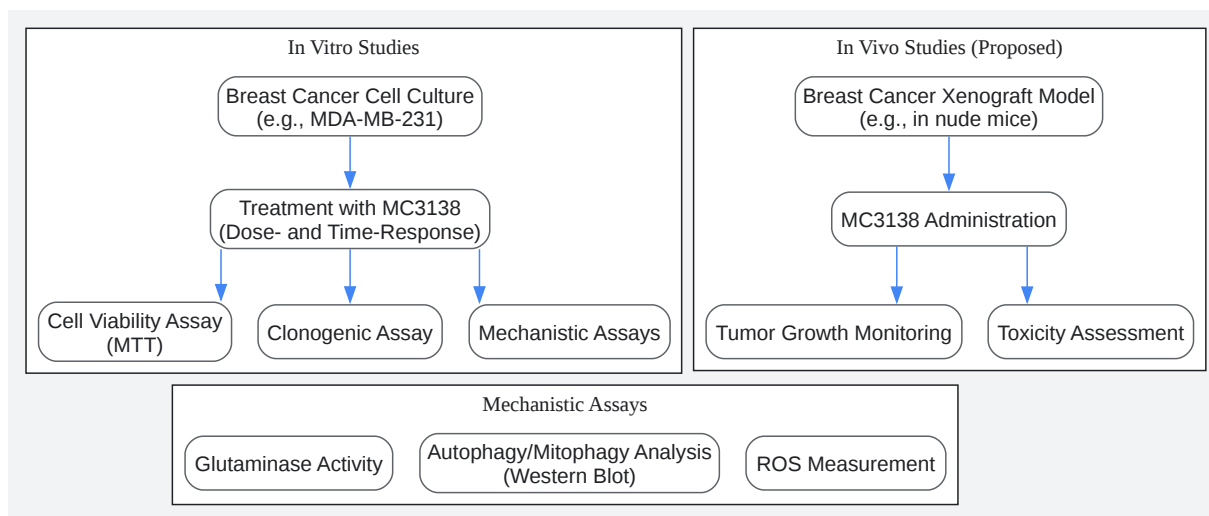 In Vitro Studies
Breast Cancer Cell Culture
(e.g., MDA-MB-231)
Treatment with MC3138
(Dose- and Time-Response)
Cell Viability Assay
(MTT)
Clonogenic Assay
Mechanistic Assays
In Vivo Studies (Proposed)
Breast Cancer Xenograft Model
(e.g., in nude mice)
MC3138 Administration
Tumor Growth Monitoring
Toxicity Assessment
Mechanistic Assays
Glutaminase Activity
Autophagy/Mitophagy Analysis
(Western Blot)
ROS Measurement